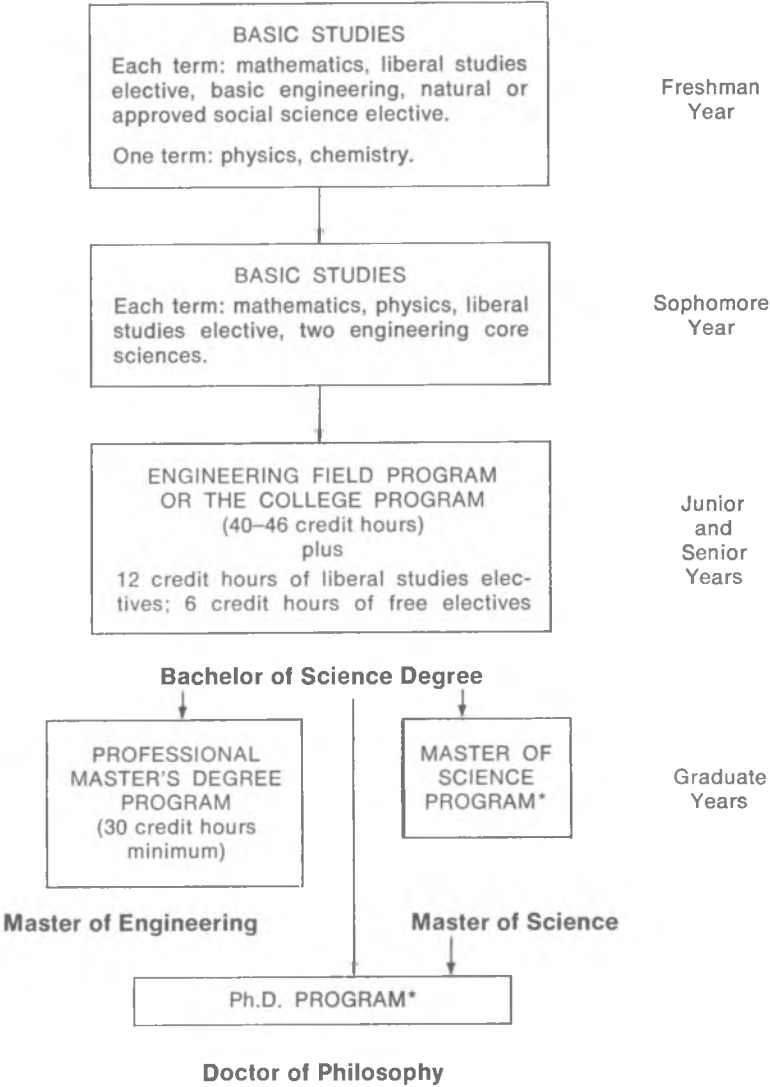 BASIC STUDIES
Each term: mathematics, liberal studies
elective, basic engineering, natural or
approved social science elective.
One term: physics, chemistry.
Freshman
Year
BASIC STUDIES
Each term: mathematics, physics, liberal
studies elective, two engineering core
sciences.
Sophomore
Year
ENGINEERING FIELD PROGRAM
OR THE COLLEGE PROGRAM
(40–46 credit hours)
plus
12 credit hours of liberal studies elec-
tives; 6 credit hours of free electives
Junior
and
Senior
Years
Bachelor of Science Degree
PROFESSIONAL
MASTER'S DEGREE
PROGRAM
(30 credit hours
minimum)
MASTER OF
SCIENCE
PROGRAM*
Graduate
Years
Master of Engineering
Master of Science
Ph.D. PROGRAM*
Doctor of Philosophy